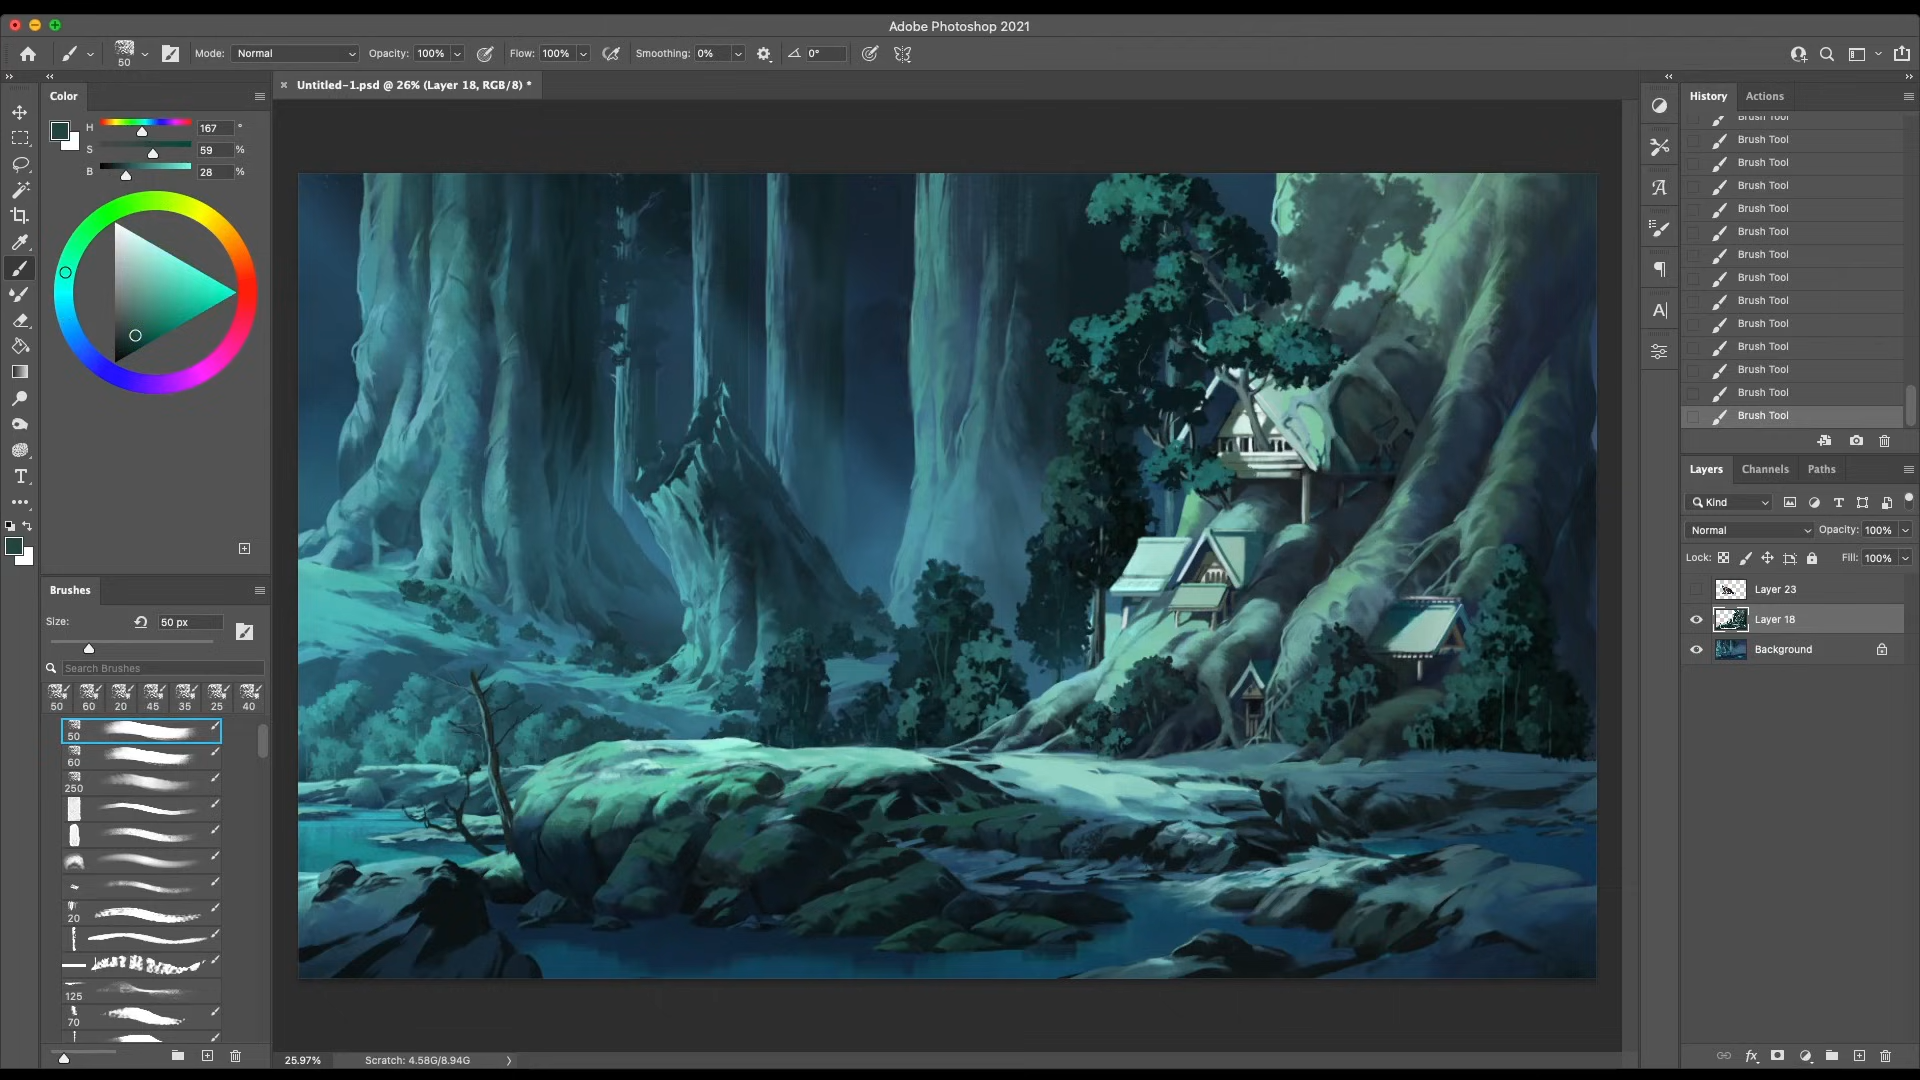 Adobe Photoshop 2021
50
Mode: Normal
Opacity: 100%
Flow: 100%
Smoothing: 0%
0°
Untitled-1.psd @ 26% (Layer 18, RGB/8) *
Color
H 167 °
S 59 %
B 28 %
Brushes
Size: 50 px
Search Brushes
50 60 20 45 35 25 40
50
60
250
20
125
70
25.97% Scratch: 4.58G/8.94G
History Actions
Brush Tool
Brush Tool
Brush Tool
Brush Tool
Brush Tool
Brush Tool
Brush Tool
Brush Tool
Brush Tool
Brush Tool
Brush Tool
Brush Tool
Brush Tool
Brush Tool
Layers Channels Paths
Kind
Normal Opacity: 100%
Lock: Fill: 100%
Layer 23
Layer 18
Background